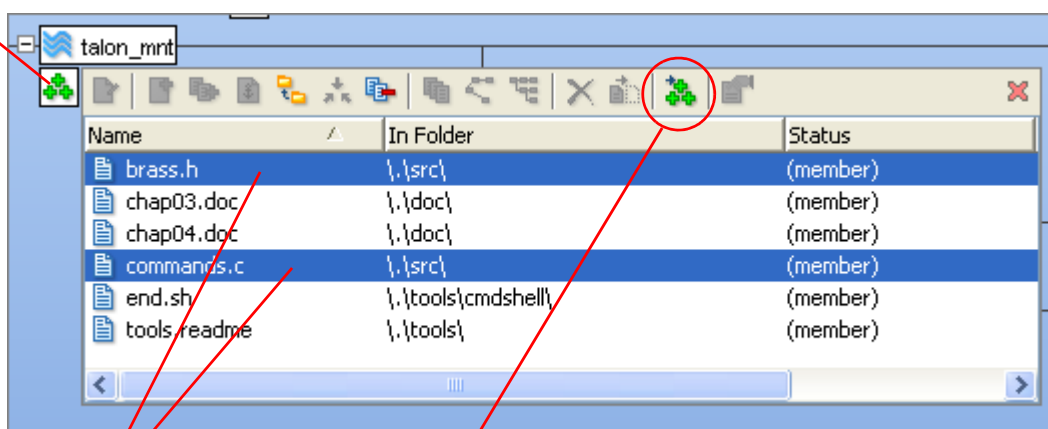 talon_mnt
Name In Folder Status
brass.h \.\src\ (member)
chap03.doc \.\doc\ (member)
chap04.doc \.\doc\ (member)
commands.c \.\src\ (member)
end.sh \.\tools\cmdshell\ (member)
tools.readme \.\tools\ (member)